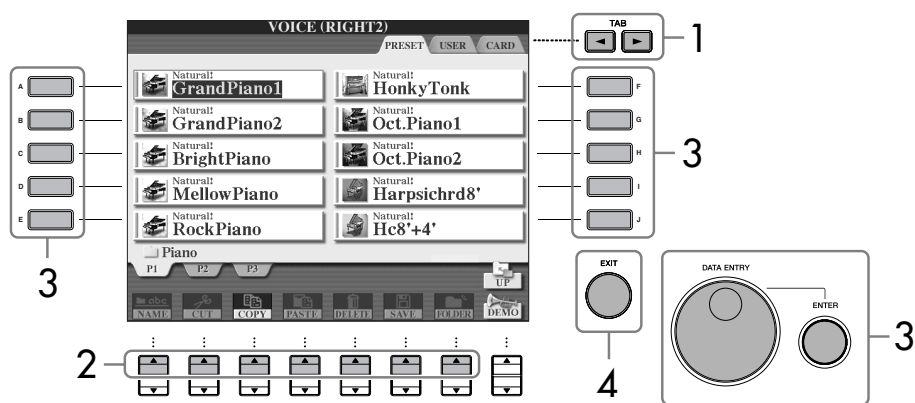 VOICE (RIGHT2)
PRESET USER CARD
TAB
1
A
Natural!
GrandPiano1
Natural!
HonkyTonk
F
B
Natural!
GrandPiano2
Natural!
Oct.Piano1
G
C
Natural!
BrightPiano
Natural!
Oct.Piano2
H
3
D
Natural!
MellowPiano
Natural!
Harpsichrd8'
I
E
Natural!
RockPiano
Natural!
Hc8'+4'
J
3
Piano
P1 P2 P3
UP
abc
NAME CUT COPY PASTE DELETE SAVE FOLDER DEMO
EXIT
DATA ENTRY
ENTER
3
2
4